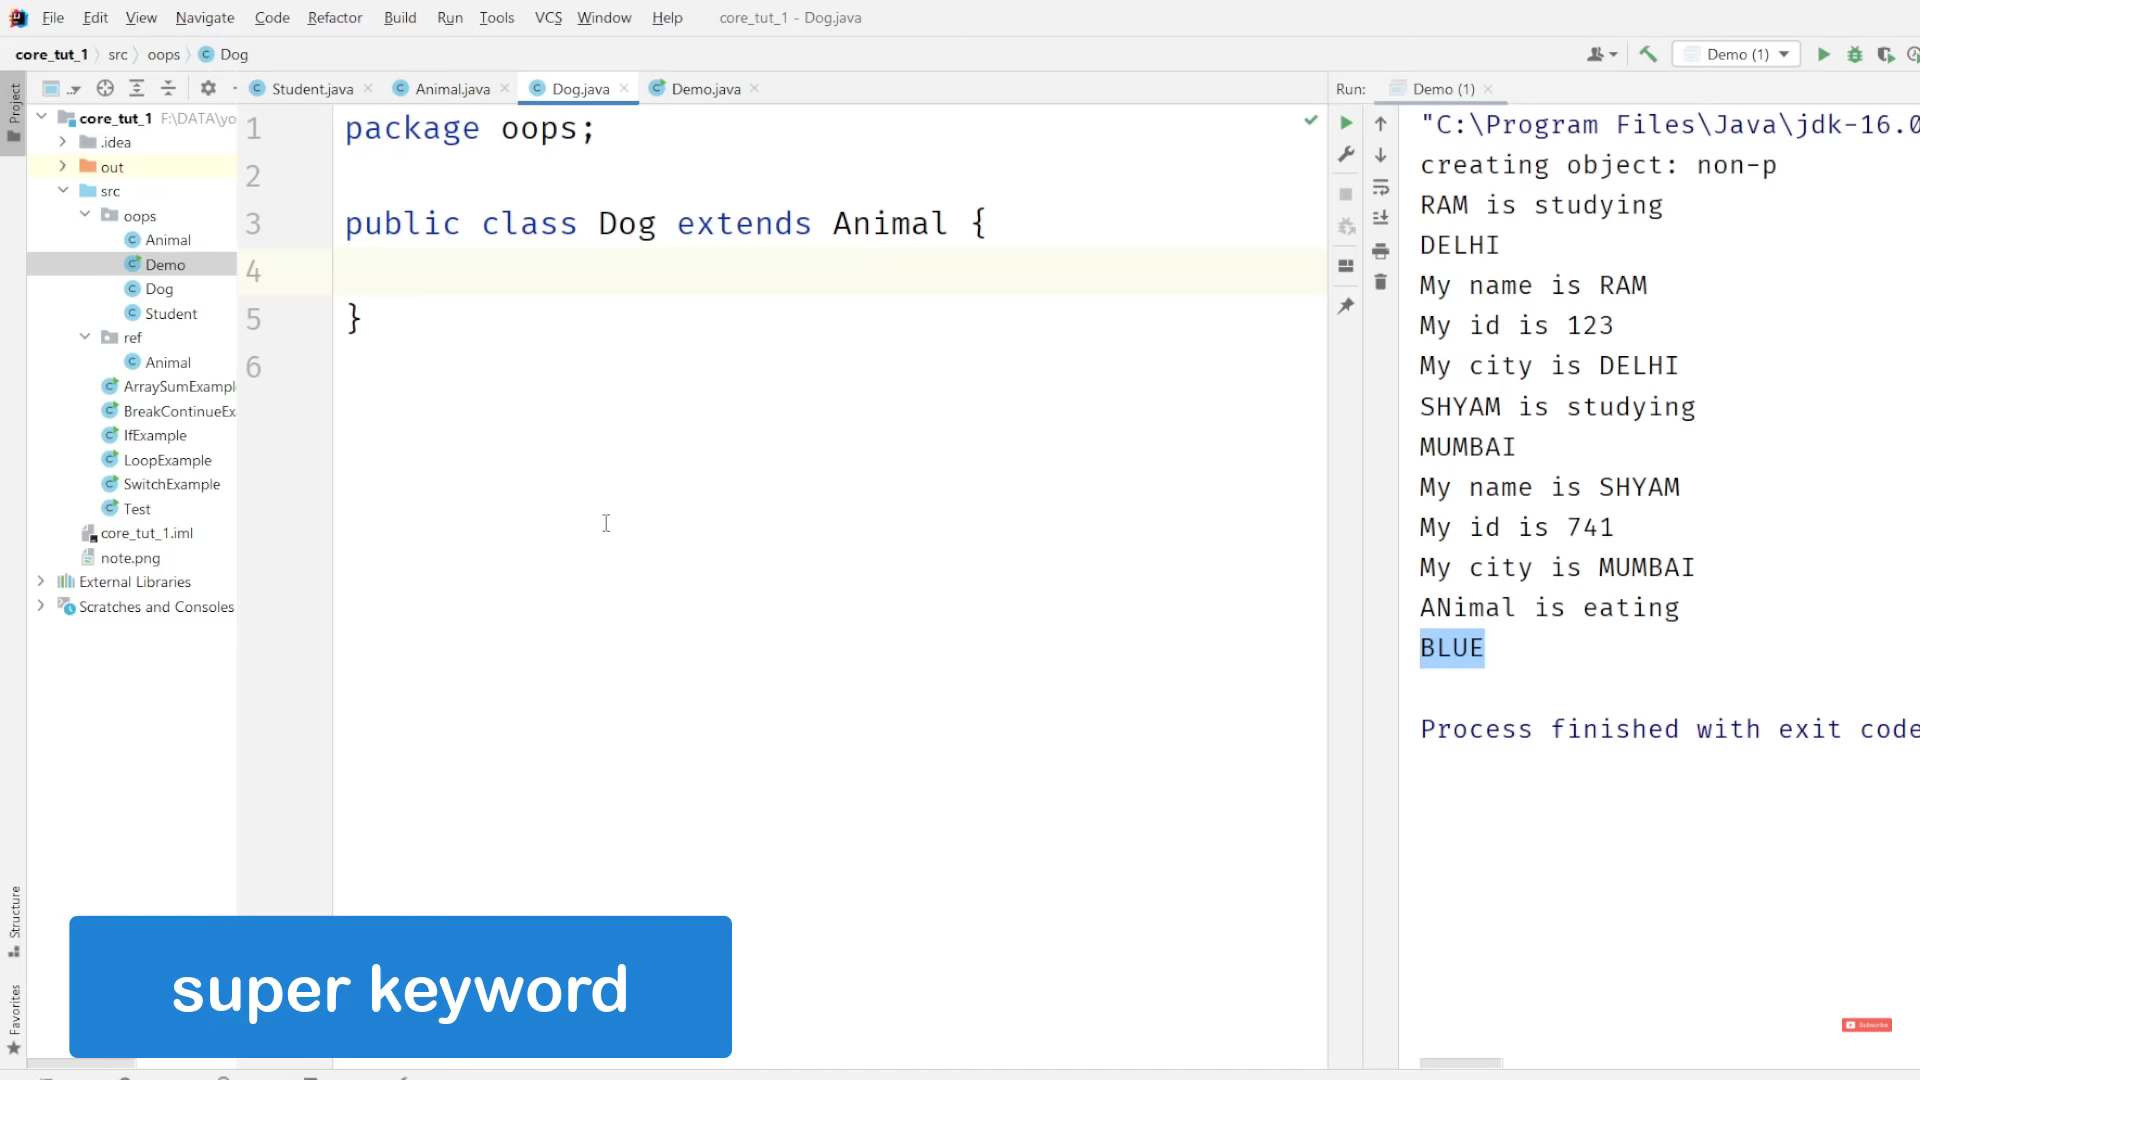 File Edit View Navigate Code Refactor Build Run Tools VCS Window Help core_tut_1 - Dog.java
core_tut_1 src oops Dog
Demo (1)
Student.java Animal.java Dog.java Demo.java
Run: Demo (1)
Project
core_tut_1 F:\DATA\yo
.idea
out
src
oops
Animal
Demo
Dog
Student
ref
Animal
ArraySumExampl
BreakContinueEx
IfExample
LoopExample
SwitchExample
Test
core_tut_1.iml
note.png
External Libraries
Scratches and Consoles
Structure
Favorites
1 package oops;
2
3 public class Dog extends Animal {
4
5 }
6
"C:\Program Files\Java\jdk-16.0
creating object: non-p
RAM is studying
DELHI
My name is RAM
My id is 123
My city is DELHI
SHYAM is studying
MUMBAI
My name is SHYAM
My id is 741
My city is MUMBAI
ANimal is eating
BLUE
Process finished with exit code
super keyword
Subscribe